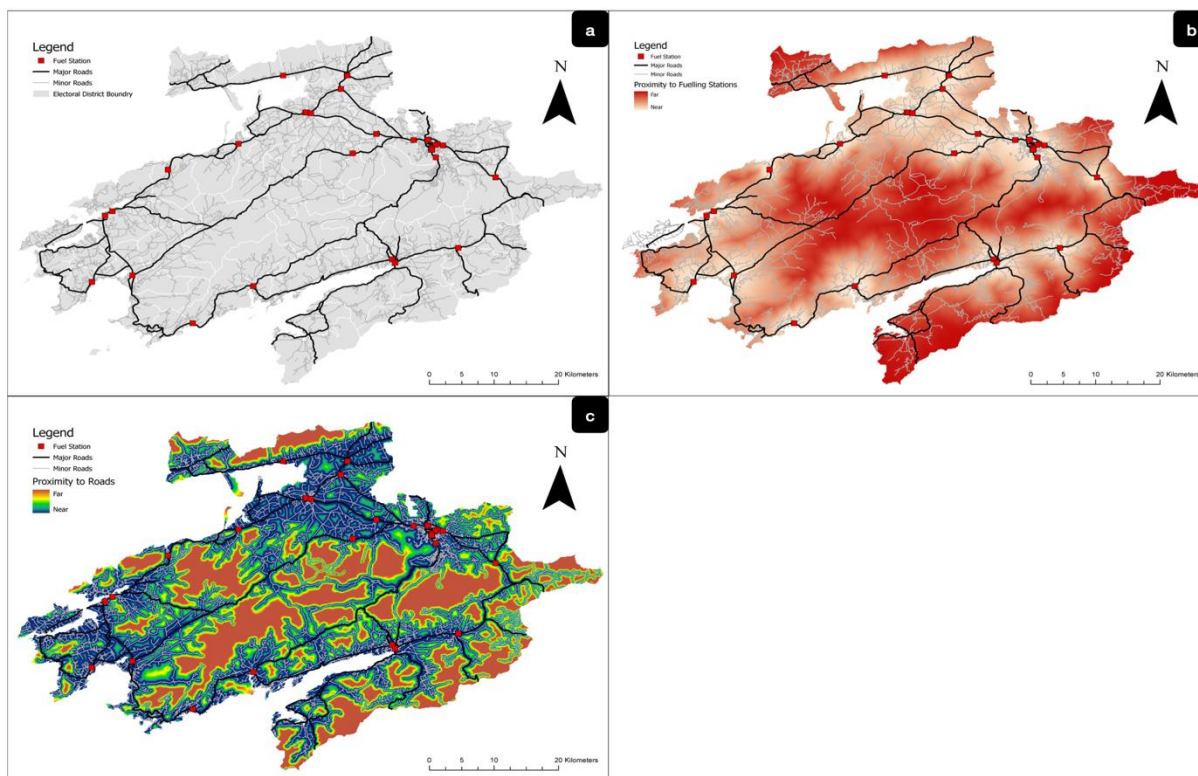 a
Legend
Fuel Station
Major Roads
Minor Roads
Electoral District Boundry
N
0 5 10 20 Kilometers
b
Legend
Fuel Station
Major Roads
Minor Roads
Proximity to Fuelling Stations
Far
Near
N
0 5 10 20 Kilometers
c
Legend
Fuel Station
Major Roads
Minor Roads
Proximity to Roads
Far
Near
N
0 5 10 20 Kilometers